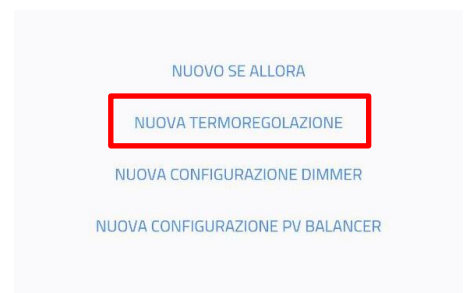 NUOVO SE ALLORA
NUOVA TERMOREGOLAZIONE
NUOVA CONFIGURAZIONE DIMMER
NUOVA CONFIGURAZIONE PV BALANCER